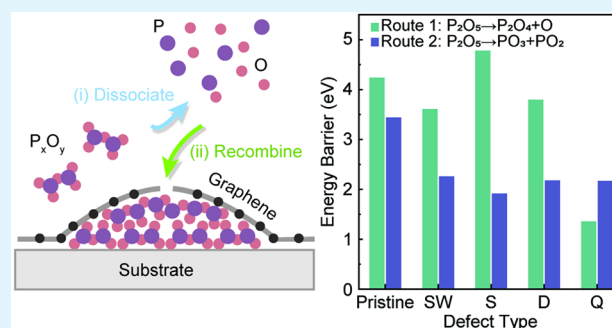 P
O
(i) Dissociate
PₓOᵧ
(ii) Recombine
Graphene
Substrate
Route 1: P₂O₅→P₂O₄+O
Route 2: P₂O₅→PO₃+PO₂
Energy Barrier (eV)
5
4
3
2
1
0
Pristine SW S D Q
Defect Type